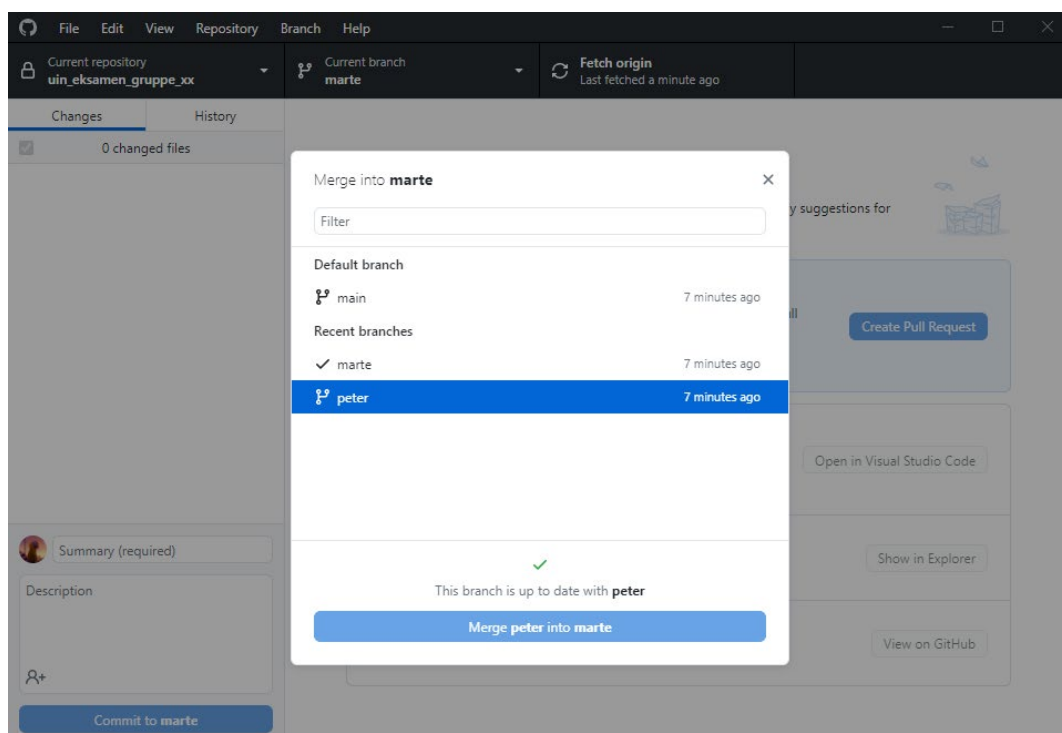 File Edit View Repository Branch Help
Current repository
uin_eksamen_gruppe_xx
Current branch
marte
Fetch origin
Last fetched a minute ago
Changes History
0 changed files
Merge into marte
Filter
y suggestions for
Default branch
main 7 minutes ago
Create Pull Request
Recent branches
marte 7 minutes ago
peter 7 minutes ago
Open in Visual Studio Code
Summary (required)
Show in Explorer
Description
This branch is up to date with peter
Merge peter into marte
View on GitHub
Commit to marte